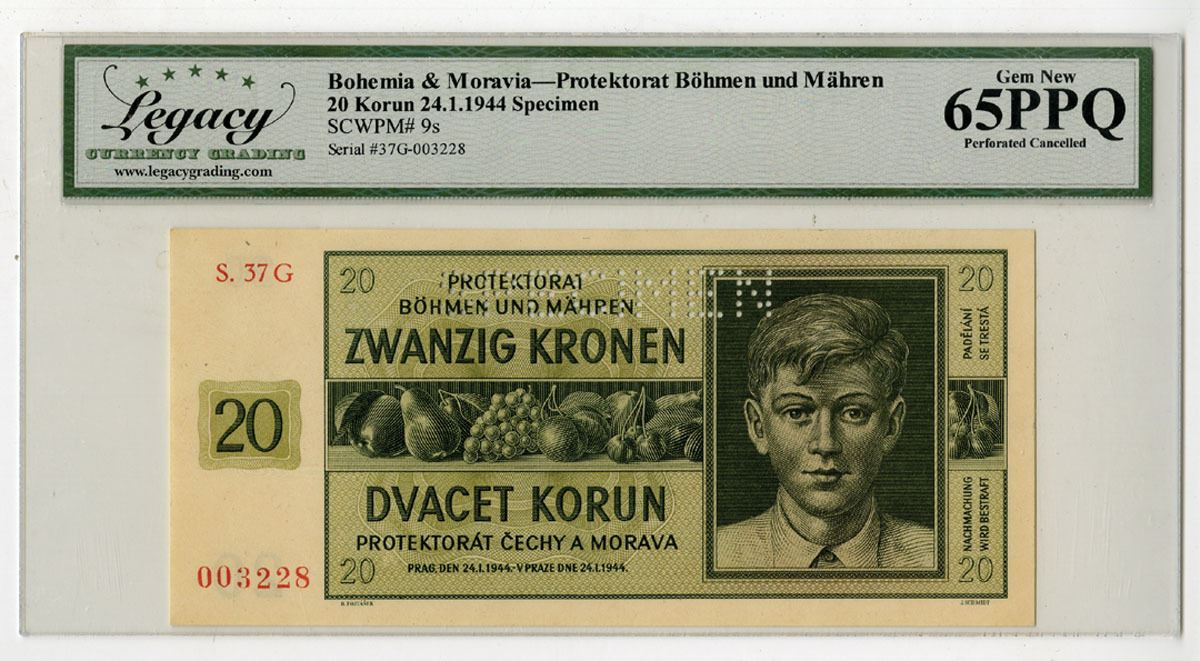 Legacy
CURRENCY GRADING
www.legacygrading.com
Bohemia & Moravia—Protektorat Böhmen und Mähren
20 Korun 24.1.1944 Specimen
SCWPM# 9s
Serial #37G-003228
Gem New
65PPQ
Perforated Cancelled
S. 37 G
20
003228
20
PROTEKTORAT
BÖHMEN UND MÄHREN
SPECIMEN
ZWANZIG KRONEN
DVACET KORUN
PROTEKTORÁT ČECHY A MORAVA
20
PRAG, DEN 24.I.1944.-V PRAZE DNE 24.I.1944.
20
PADĚLÁNÍ
SE TRESTÁ
NACHMACHUNG
WIRD BESTRAFT
20
J.SCHMIDT